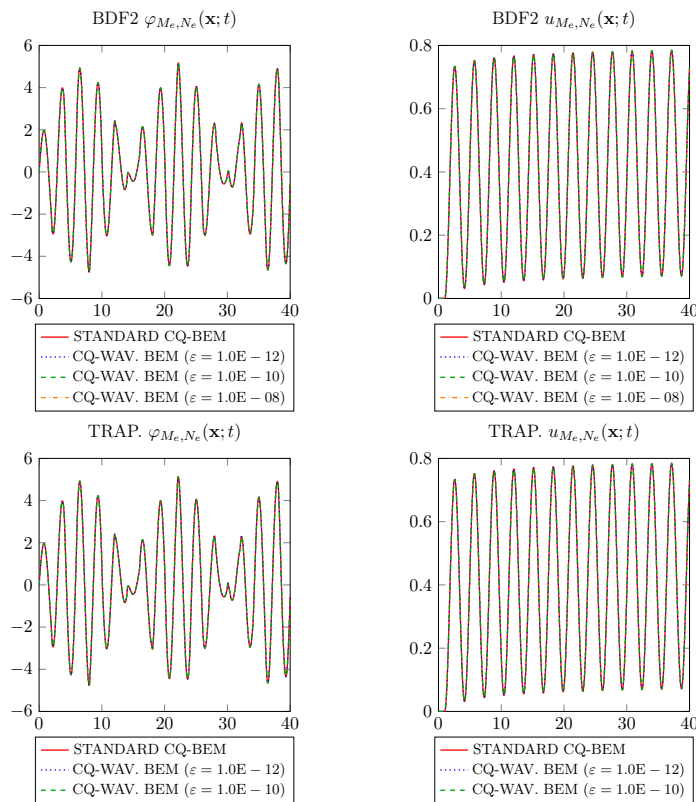 BDF2 φ_{M_e,N_e}(x; t)
6
4
2
0
−2
−4
−6
0 10 20 30 40
STANDARD CQ-BEM
CQ-WAV. BEM (ε = 1.0E − 12)
CQ-WAV. BEM (ε = 1.0E − 10)
CQ-WAV. BEM (ε = 1.0E − 08)
BDF2 u_{M_e,N_e}(x; t)
0.8
0.6
0.4
0.2
0
0 10 20 30 40
STANDARD CQ-BEM
CQ-WAV. BEM (ε = 1.0E − 12)
CQ-WAV. BEM (ε = 1.0E − 10)
CQ-WAV. BEM (ε = 1.0E − 08)
TRAP. φ_{M_e,N_e}(x; t)
6
4
2
0
−2
−4
−6
0 10 20 30 40
STANDARD CQ-BEM
CQ-WAV. BEM (ε = 1.0E − 12)
CQ-WAV. BEM (ε = 1.0E − 10)
TRAP. u_{M_e,N_e}(x; t)
0.8
0.6
0.4
0.2
0
0 10 20 30 40
STANDARD CQ-BEM
CQ-WAV. BEM (ε = 1.0E − 12)
CQ-WAV. BEM (ε = 1.0E − 10)